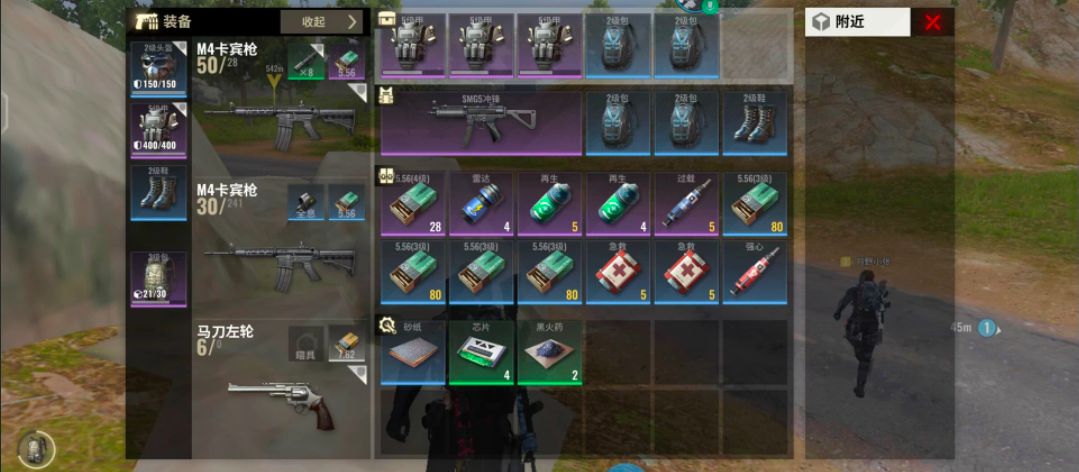 装备
收起
附近
2级头盔
150/150
5级甲
400/400
2级鞋
3级包
21/30
M4卡宾枪
50/28
×8
5.56
542m
M4卡宾枪
30/241
全息
5.56
马刀左轮
6/0
瞄具
7.62
5级甲
5级甲
5级甲
2级包
2级包
SMG5冲锋
2级包
2级包
2级鞋
5.56(4级)
28
雷达
4
再生
5
再生
4
过载
5
5.56(3级)
80
5.56(3级)
80
5.56(3级)
5.56(3级)
80
急救
5
急救
5
强心
砂纸
芯片
4
黑火药
2
45m
1